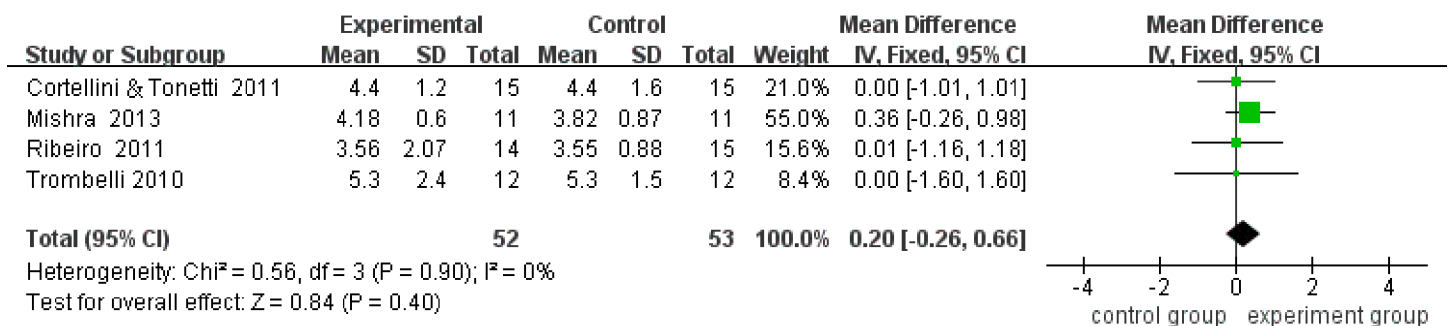 Experimental Control Mean Difference Mean Difference
Study or Subgroup Mean SD Total Mean SD Total Weight IV, Fixed, 95% CI IV, Fixed, 95% CI
Cortellini & Tonetti 2011 4.4 1.2 15 4.4 1.6 15 21.0% 0.00 [-1.01, 1.01]
Mishra 2013 4.18 0.6 11 3.82 0.87 11 55.0% 0.36 [-0.26, 0.98]
Ribeiro 2011 3.56 2.07 14 3.55 0.88 15 15.6% 0.01 [-1.16, 1.18]
Trombelli 2010 5.3 2.4 12 5.3 1.5 12 8.4% 0.00 [-1.60, 1.60]
Total (95% CI) 52 53 100.0% 0.20 [-0.26, 0.66]
Heterogeneity: Chi² = 0.56, df = 3 (P = 0.90); I² = 0%
Test for overall effect: Z = 0.84 (P = 0.40)
-4 -2 0 2 4
control group experiment group